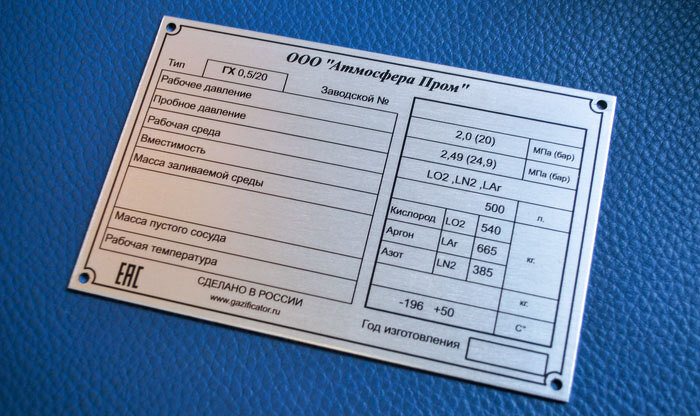 ООО "Атмосфера Пром"
Тип ГХ 0,5/20 Заводской №
Рабочее давление 2,0 (20) МПа (бар)
Пробное давление 2,49 (24,9) МПа (бар)
Рабочая среда LO2 ,LN2 ,LAr
Вместимость 500 л.
Масса заливаемой среды Кислород LO2 540 кг.
Аргон LAr 665
Азот LN2 385
Масса пустого сосуда кг.
Рабочая температура -196 +50 С°
EAC СДЕЛАНО В РОССИИ Год изготовления
www.gazificator.ru